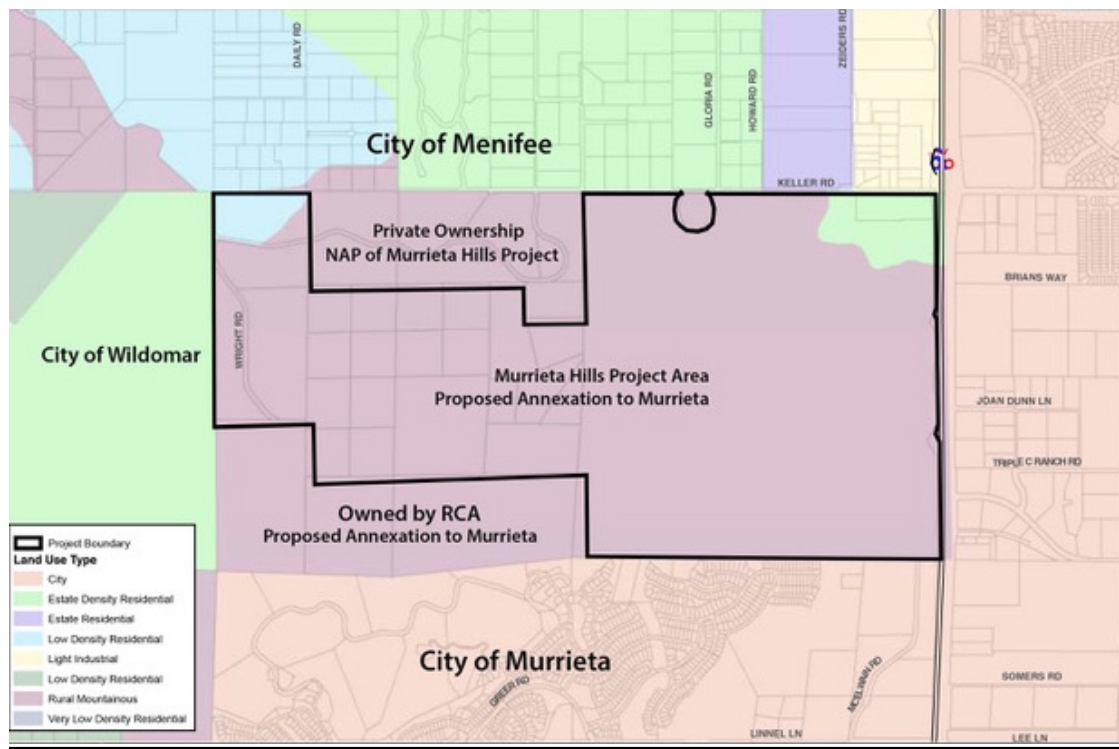 DAILY RD
GLORIA RD
HOWARD RD
ZEIDERS RD
City of Menifee
KELLER RD
Private Ownership
NAP of Murrieta Hills Project
BRIANS WAY
WRIGHT RD
City of Wildomar
Murrieta Hills Project Area
Proposed Annexation to Murrieta
JOAN DUNN LN
TRIPLE C RANCH RD
Owned by RCA
Proposed Annexation to Murrieta
Project Boundary
Land Use Type
City
Estate Density Residential
Estate Residential
Low Density Residential
Light Industrial
Low Density Residential
Rural Mountainous
Very Low Density Residential
City of Murrieta
GREER RD
MCELWAIN RD
SOMERS RD
LINNEL LN
LEE LN